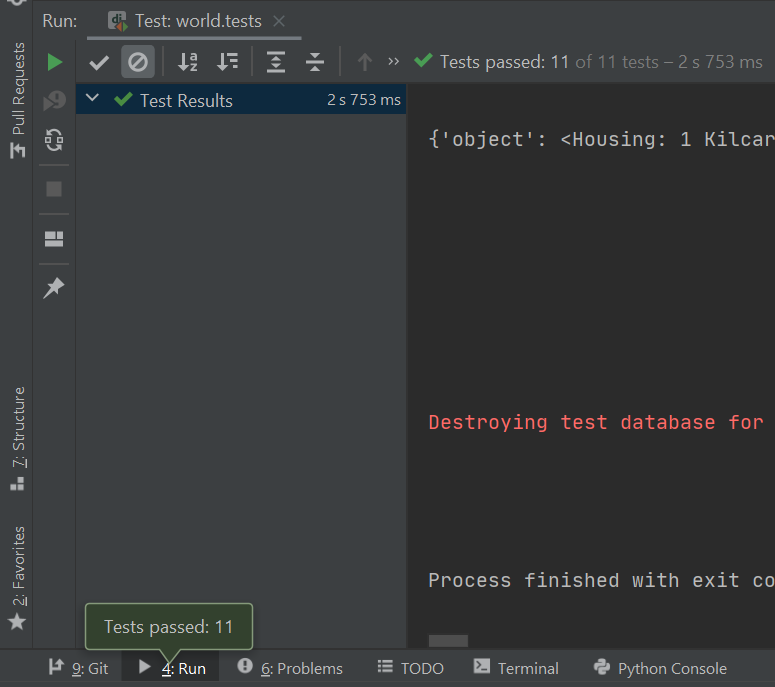 Run:
dj
Test: world.tests
Tests passed: 11 of 11 tests – 2 s 753 ms
Test Results
2 s 753 ms
{'object': <Housing: 1 Kilcar
Destroying test database for
Process finished with exit co
Tests passed: 11
Pull Requests
7: Structure
2: Favorites
9: Git
4: Run
6: Problems
TODO
Terminal
Python Console